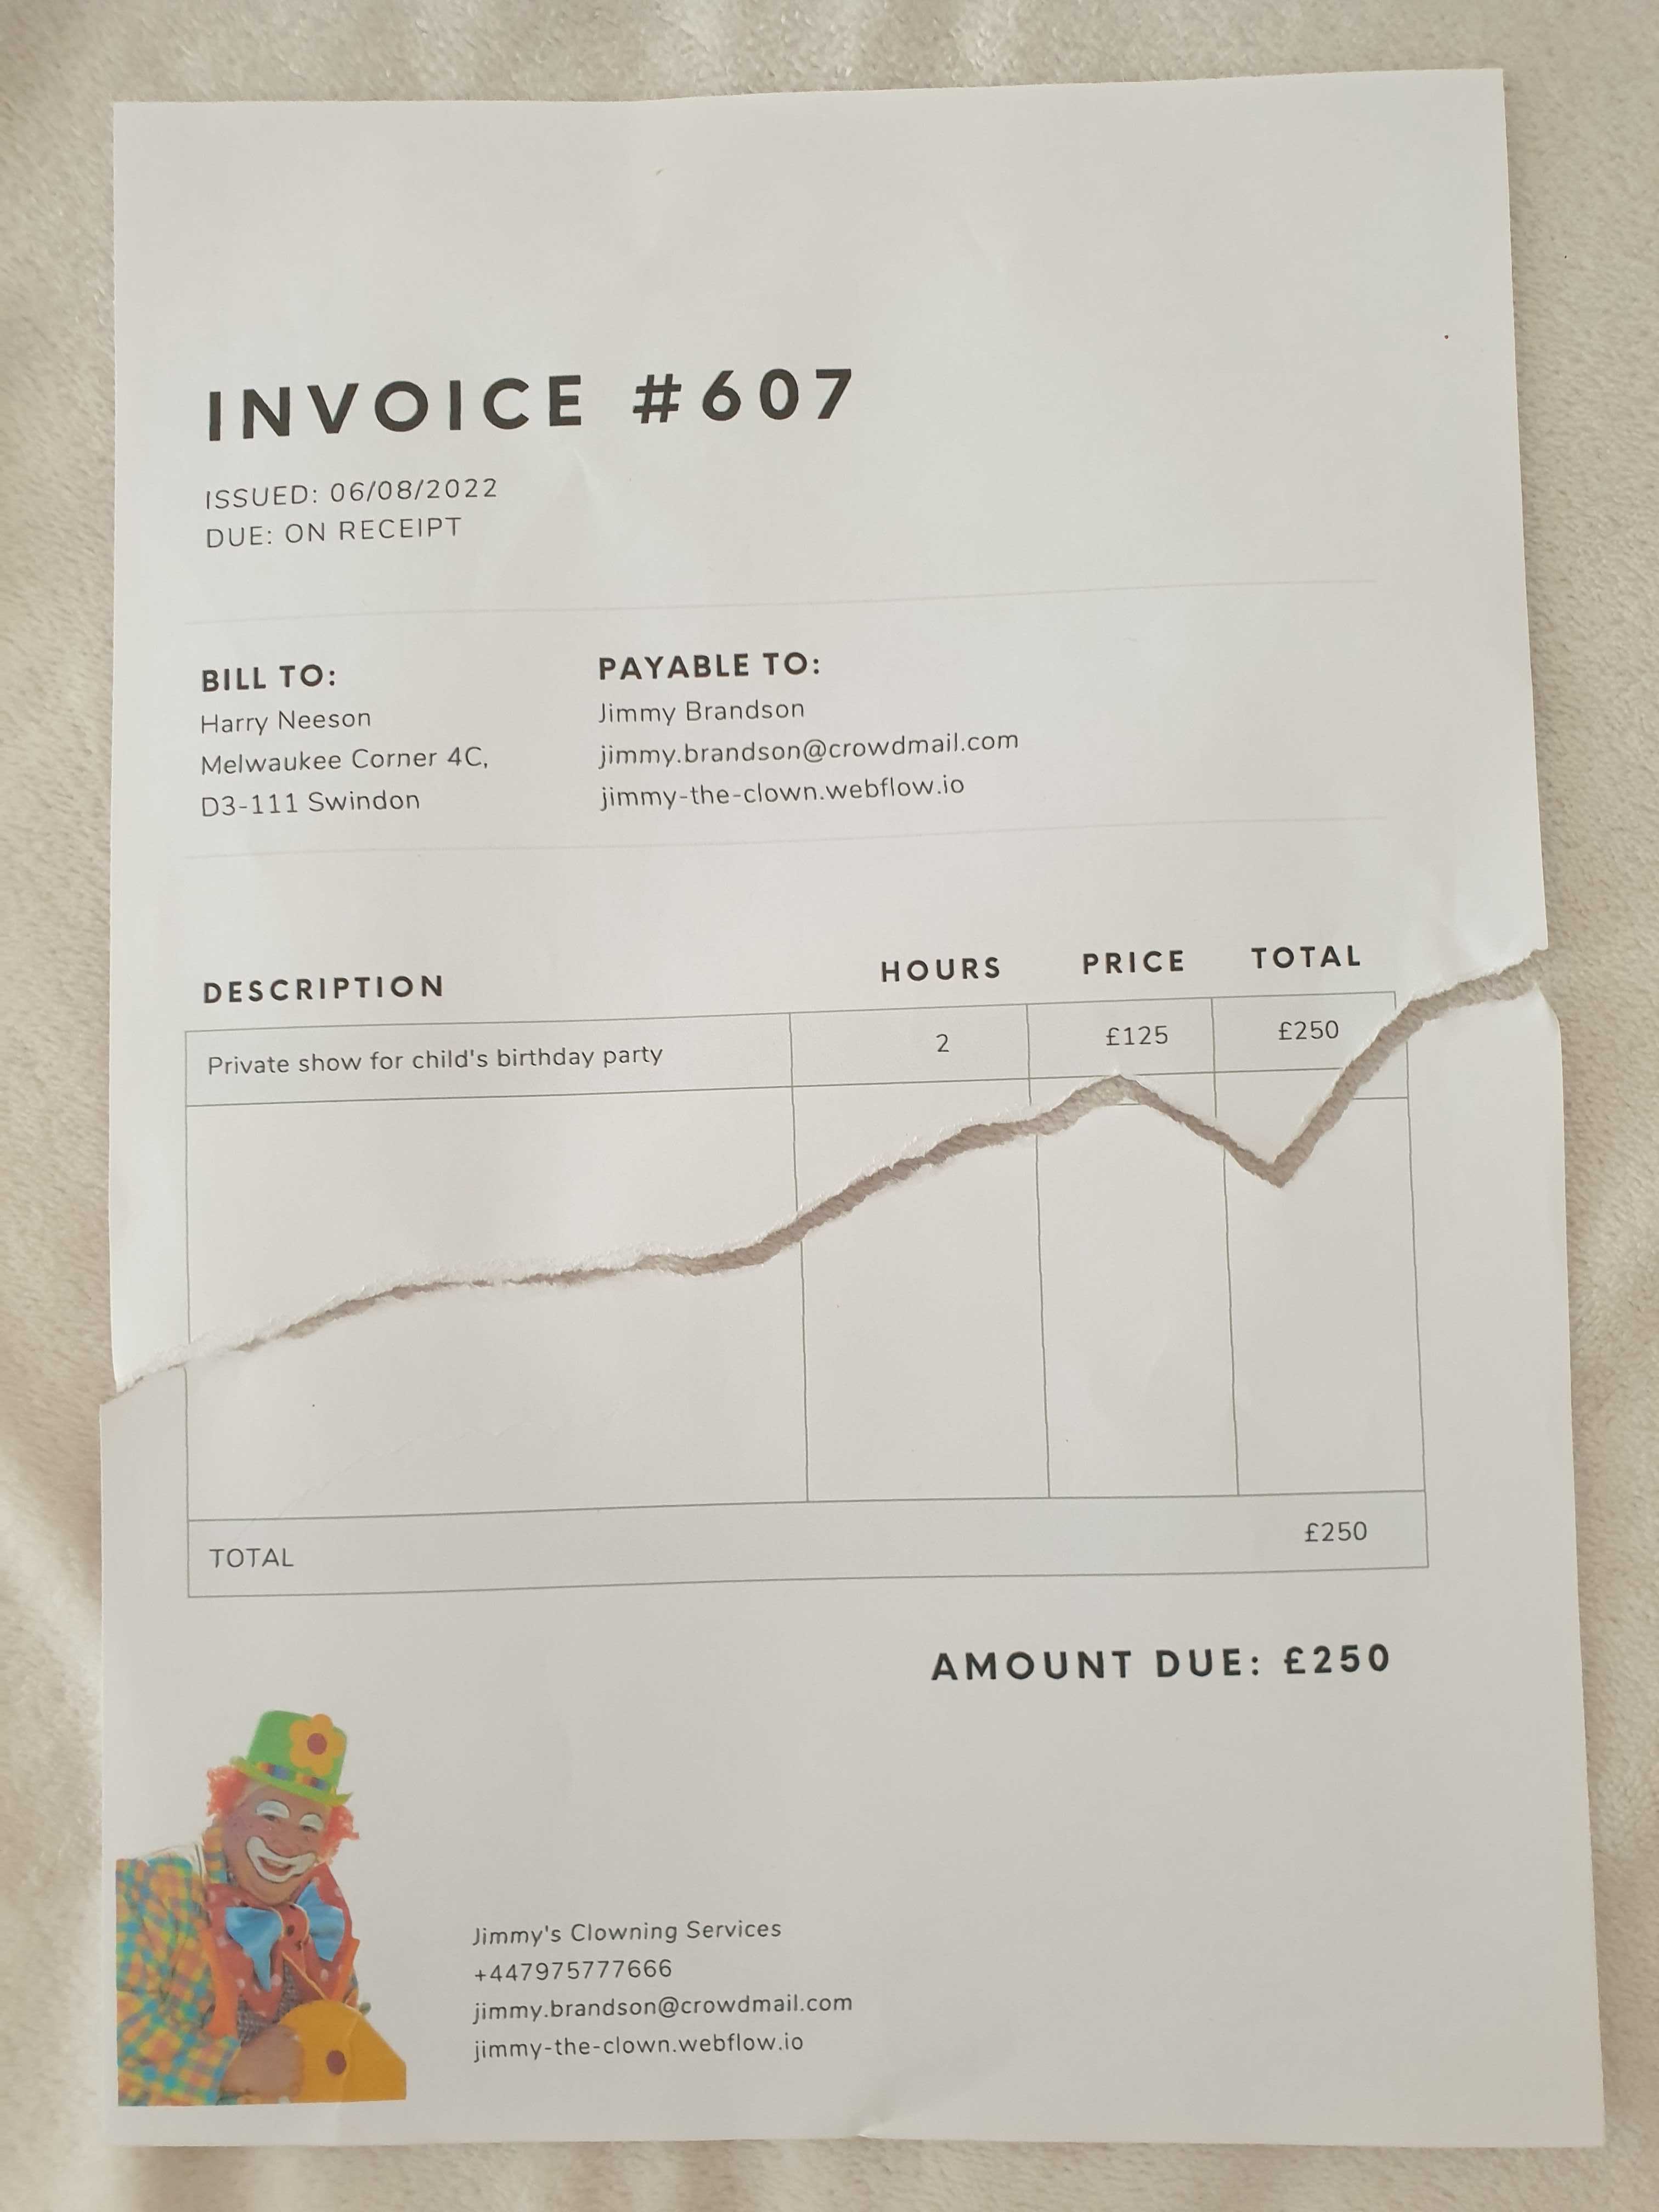 INVOICE #607
ISSUED: 06/08/2022
DUE: ON RECEIPT
BILL TO:
Harry Neeson
Melwaukee Corner 4C,
D3-111 Swindon
PAYABLE TO:
Jimmy Brandson
jimmy.brandson@crowdmail.com
jimmy-the-clown.webflow.io
DESCRIPTION HOURS PRICE TOTAL
Private show for child's birthday party 2 £125 £250
TOTAL £250
AMOUNT DUE: £250
Jimmy's Clowning Services
+447975777666
jimmy.brandson@crowdmail.com
jimmy-the-clown.webflow.io